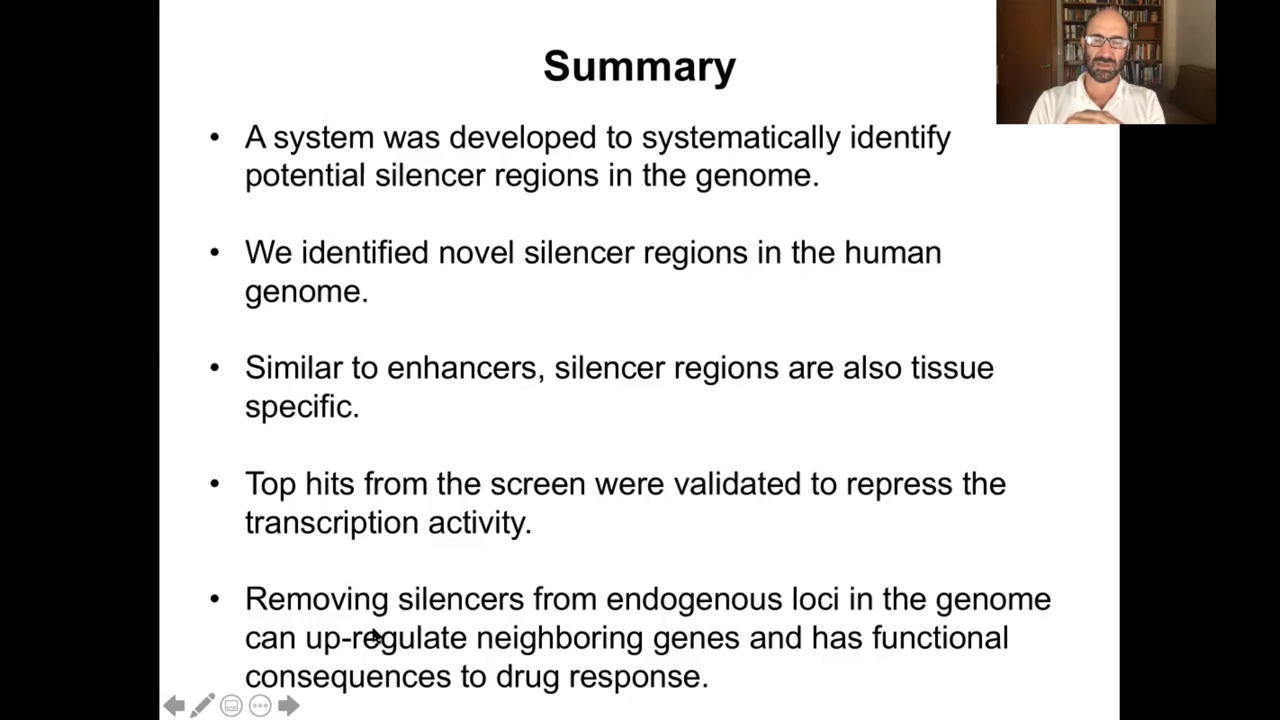 Summary
• A system was developed to systematically identify
potential silencer regions in the genome.
• We identified novel silencer regions in the human
genome.
• Similar to enhancers, silencer regions are also tissue
specific.
• Top hits from the screen were validated to repress the
transcription activity.
• Removing silencers from endogenous loci in the genome
can up-regulate neighboring genes and has functional
consequences to drug response.